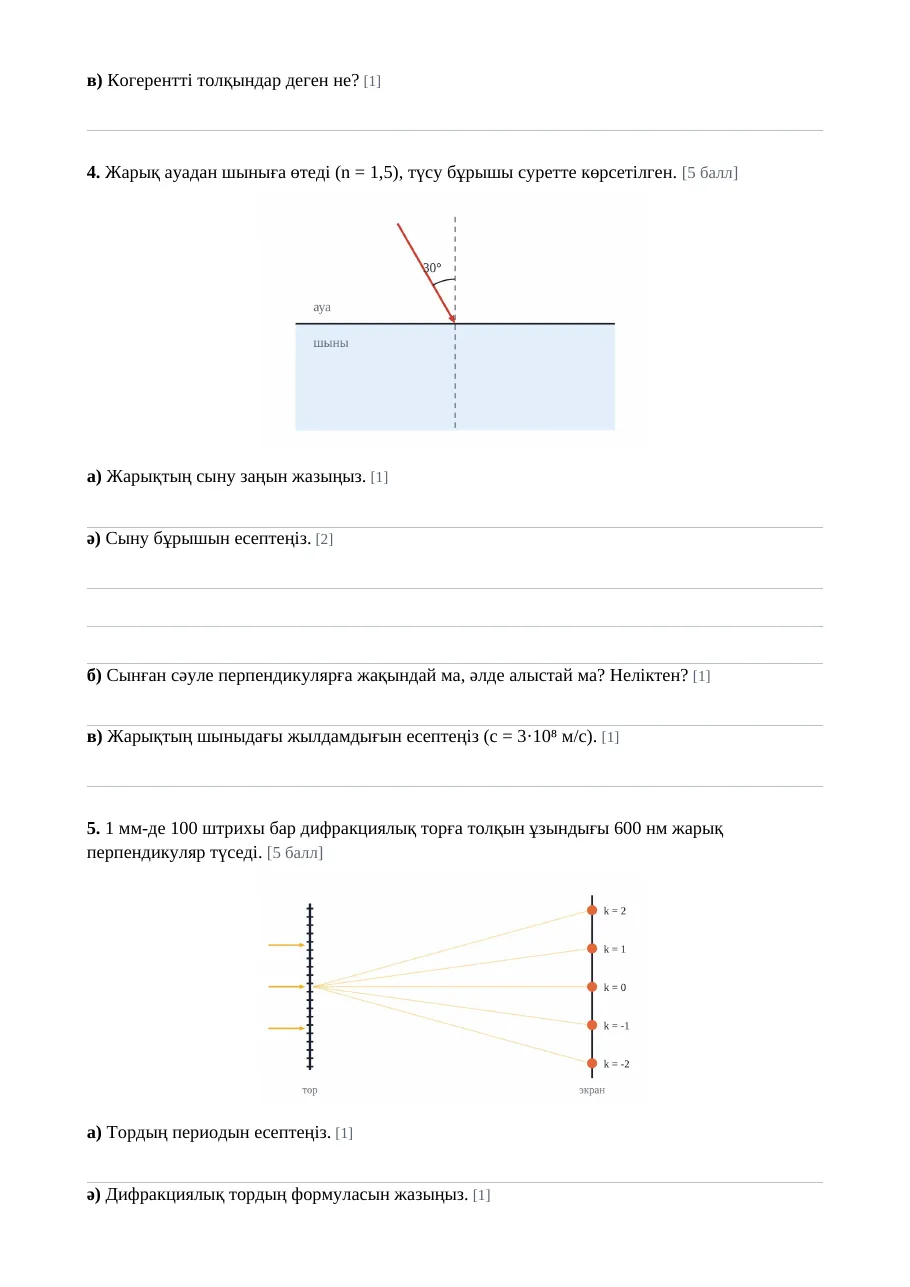 в) Когерентті толқындар деген не? [1]
4. Жарық ауадан шыныға өтеді (n = 1,5), түсу бұрышы суретте көрсетілген. [5 балл]
30°
ауа
шыны
а) Жарықтың сыну заңын жазыңыз. [1]
ә) Сыну бұрышын есептеңіз. [2]
б) Сынған сәуле перпендикулярға жақындай ма, әлде алыстай ма? Неліктен? [1]
в) Жарықтың шыныдағы жылдамдығын есептеңіз (c = 3·10⁸ м/с). [1]
5. 1 мм-де 100 штрихы бар дифракциялық торға толқын ұзындығы 600 нм жарық
перпендикуляр түседі. [5 балл]
k = 2
k = 1
k = 0
k = -1
k = -2
тор
экран
а) Тордың периодын есептеңіз. [1]
ә) Дифракциялық тордың формуласын жазыңыз. [1]